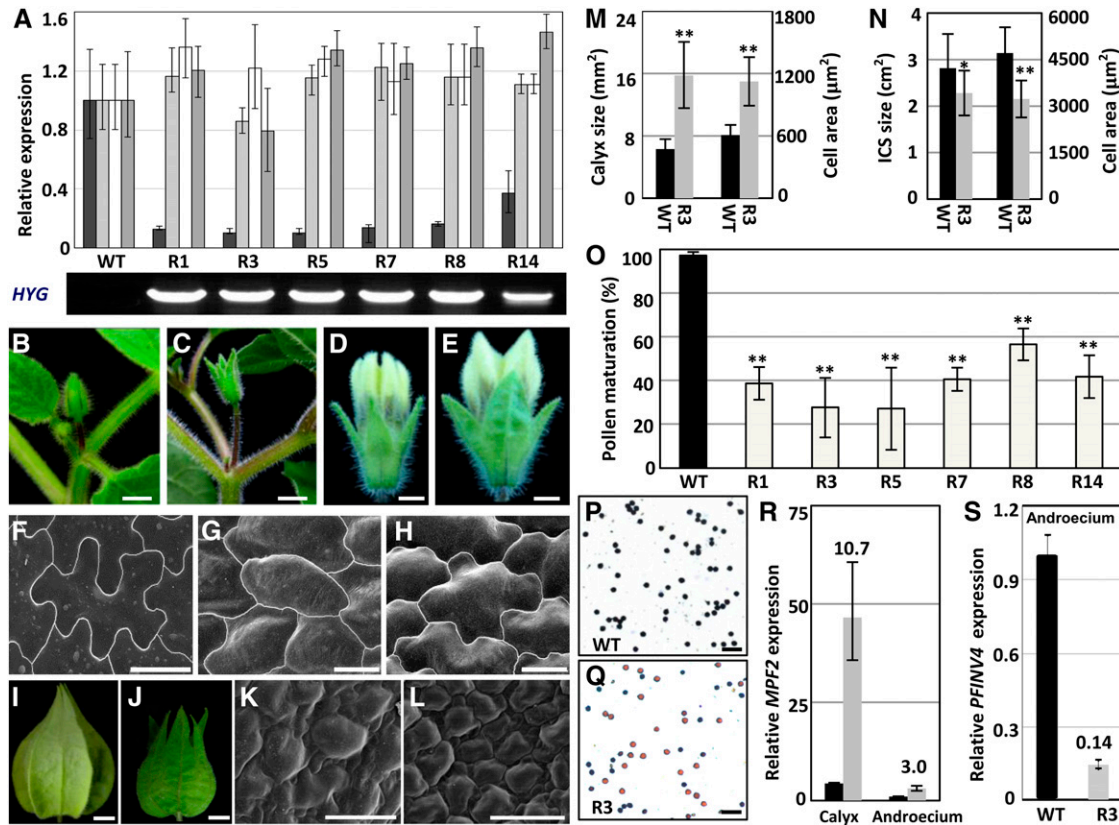 A
Relative expression
1.6
1.2
0.8
0.4
0
WT R1 R3 R5 R7 R8 R14
HYG
B C D E
F G H
I J K L
M
Calyx size (mm²)
24
16
8
0
** **
1800
1200
600
0
Cell area (µm²)
WT R3 WT R3
N
ICS size (cm²)
4
3
2
1
0
* **
6000
4500
3000
1500
0
Cell area (µm²)
WT R3 WT R3
O
Pollen maturation (%)
100
80
60
40
20
0
** ** ** ** ** **
WT R1 R3 R5 R7 R8 R14
P
WT
Q
R3
R
Relative MPF2 expression
75
50
25
0
10.7
3.0
Calyx Androecium
S
Relative PFINV4 expression
1.2
0.9
0.6
0.3
0
Androecium
0.14
WT R3